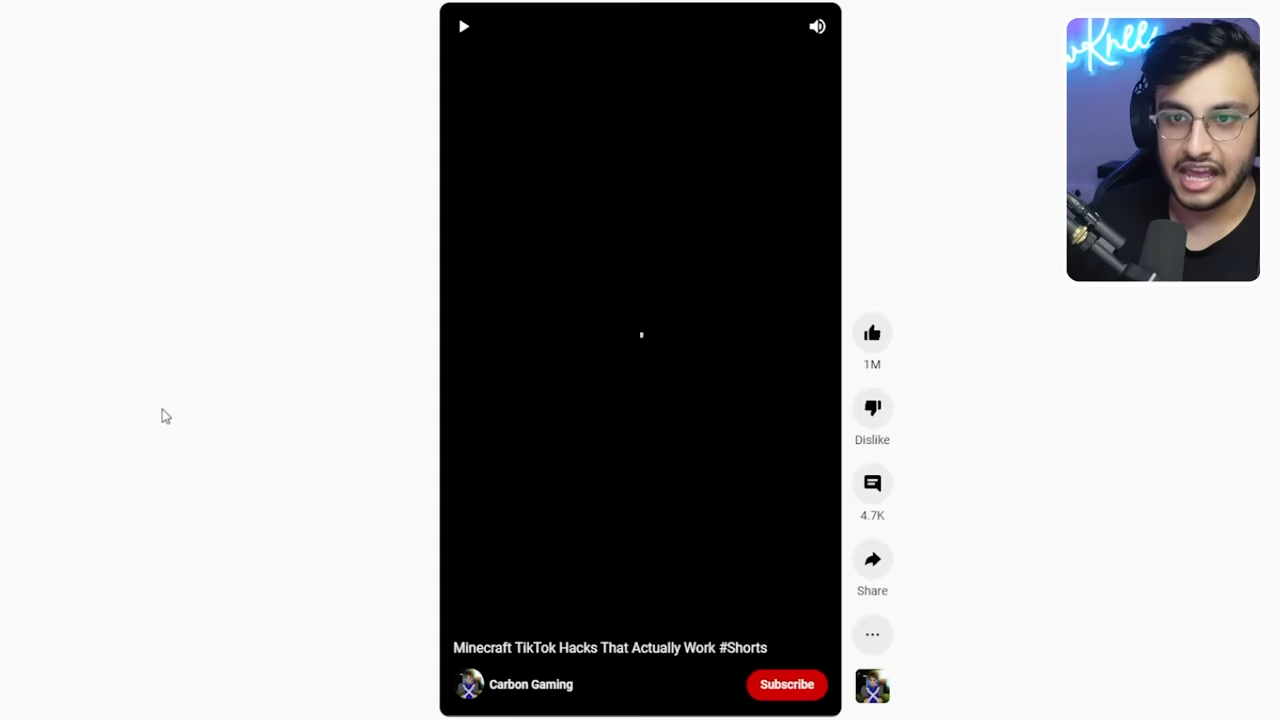 1M
Dislike
4.7K
Share
Minecraft TikTok Hacks That Actually Work #Shorts
Carbon Gaming
Subscribe